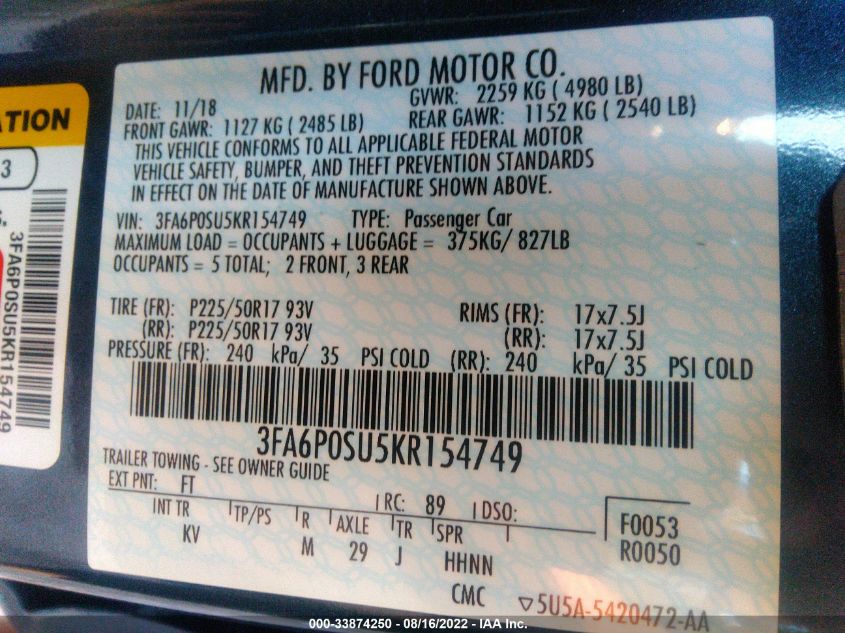 MFD. BY FORD MOTOR CO.
DATE: 11/18
GVWR: 2259 KG ( 4980 LB)
FRONT GAWR: 1127 KG ( 2485 LB)
REAR GAWR: 1152 KG ( 2540 LB)
THIS VEHICLE CONFORMS TO ALL APPLICABLE FEDERAL MOTOR
VEHICLE SAFETY, BUMPER, AND THEFT PREVENTION STANDARDS
IN EFFECT ON THE DATE OF MANUFACTURE SHOWN ABOVE.
VIN: 3FA6P0SU5KR154749 TYPE: Passenger Car
MAXIMUM LOAD = OCCUPANTS + LUGGAGE = 375KG/ 827LB
OCCUPANTS = 5 TOTAL; 2 FRONT, 3 REAR
TIRE (FR): P225/50R17 93V RIMS (FR): 17x7.5J
(RR): P225/50R17 93V (RR): 17x7.5J
PRESSURE (FR): 240 kPa/ 35 PSI COLD (RR): 240 kPa/ 35 PSI COLD
3FA6P0SU5KR154749
TRAILER TOWING - SEE OWNER GUIDE
EXT PNT: FT RC: 89 DSO:
INT TR TP/PS R AXLE TR SPR
KV M 29 J HHNN
CMC
F0053
R0050
5U5A-5420472-AA
3
3FA6P0SU5KR154749
000-33874250 - 08/16/2022 - IAA Inc.